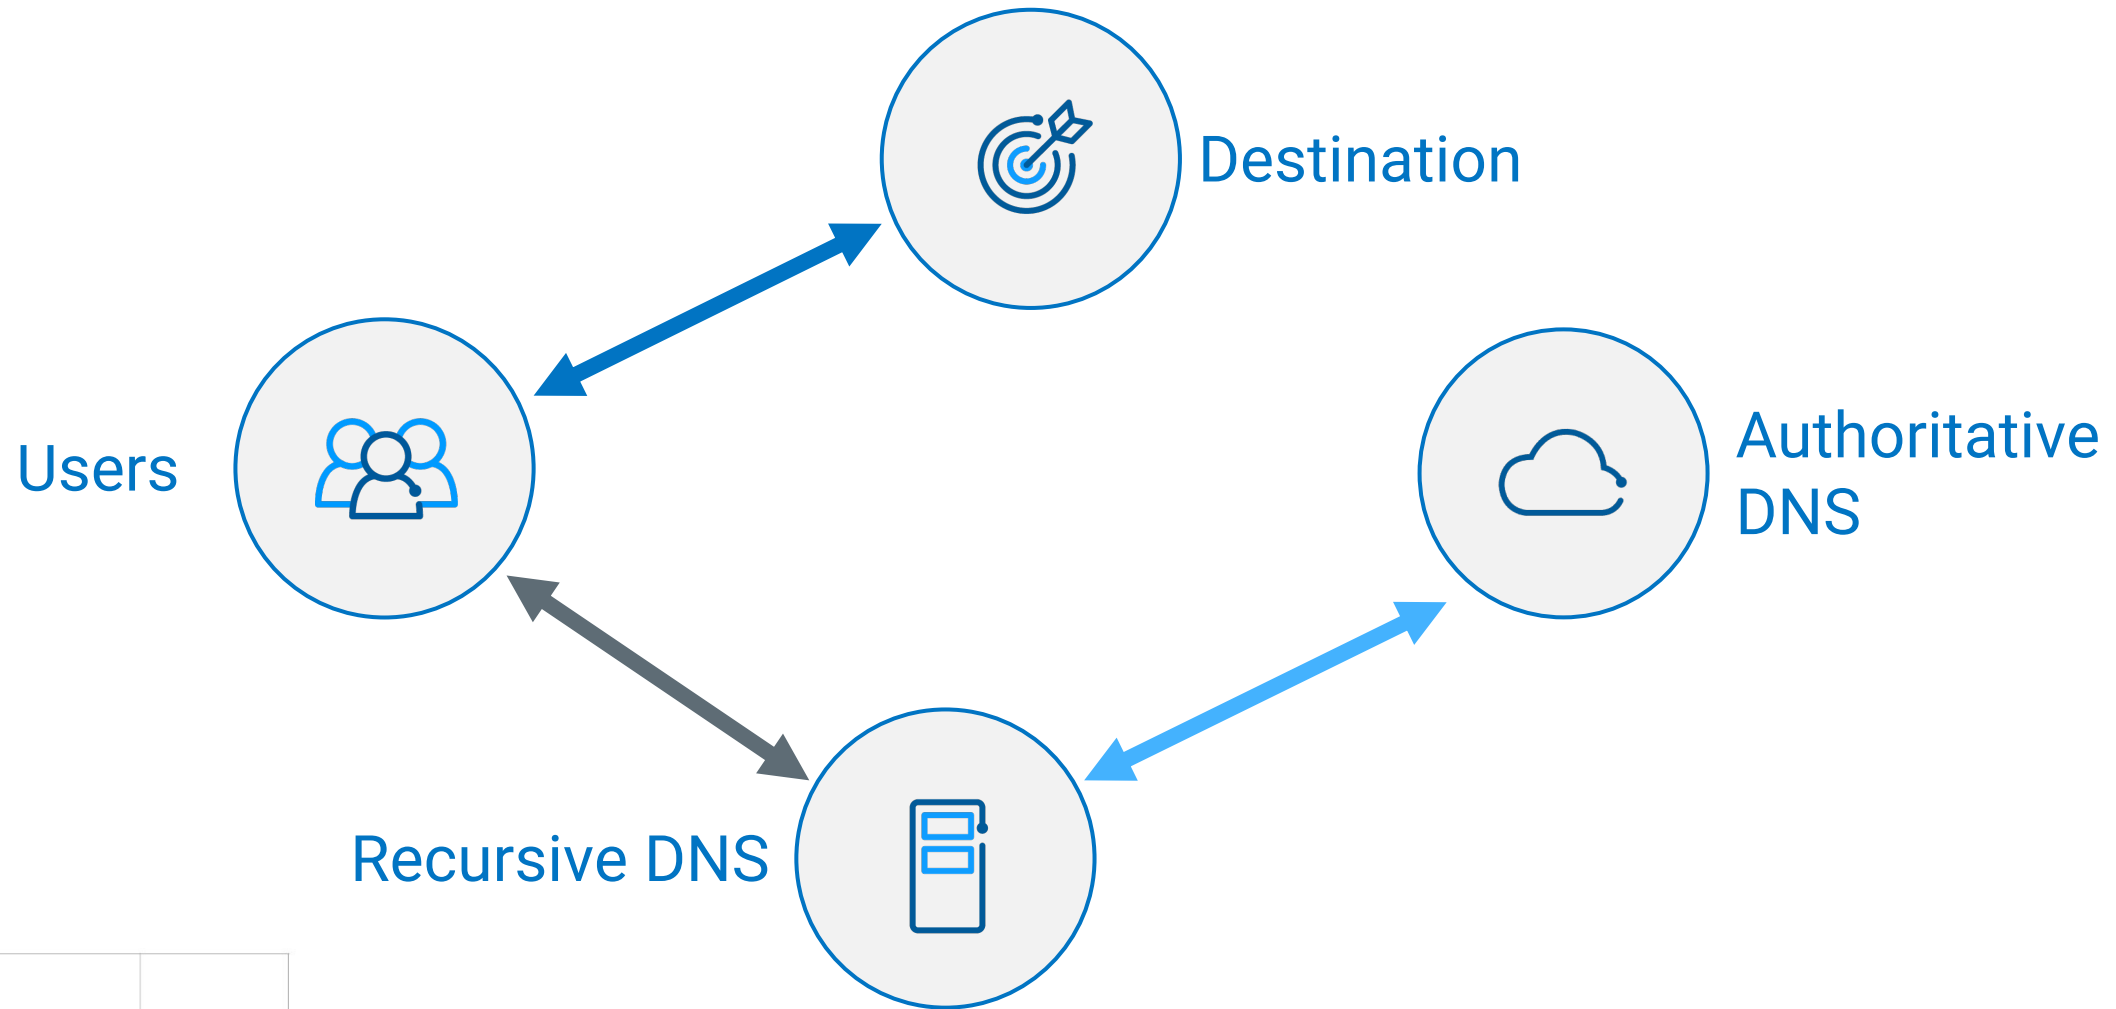 Destination
Users
Authoritative
DNS
Recursive DNS